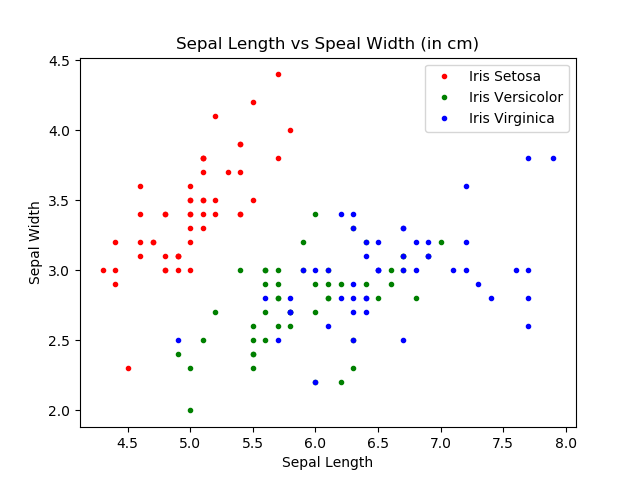 Sepal Length vs Speal Width (in cm)
Iris Setosa
Iris Versicolor
Iris Virginica
Sepal Width
4.5
4.0
3.5
3.0
2.5
2.0
4.5 5.0 5.5 6.0 6.5 7.0 7.5 8.0
Sepal Length